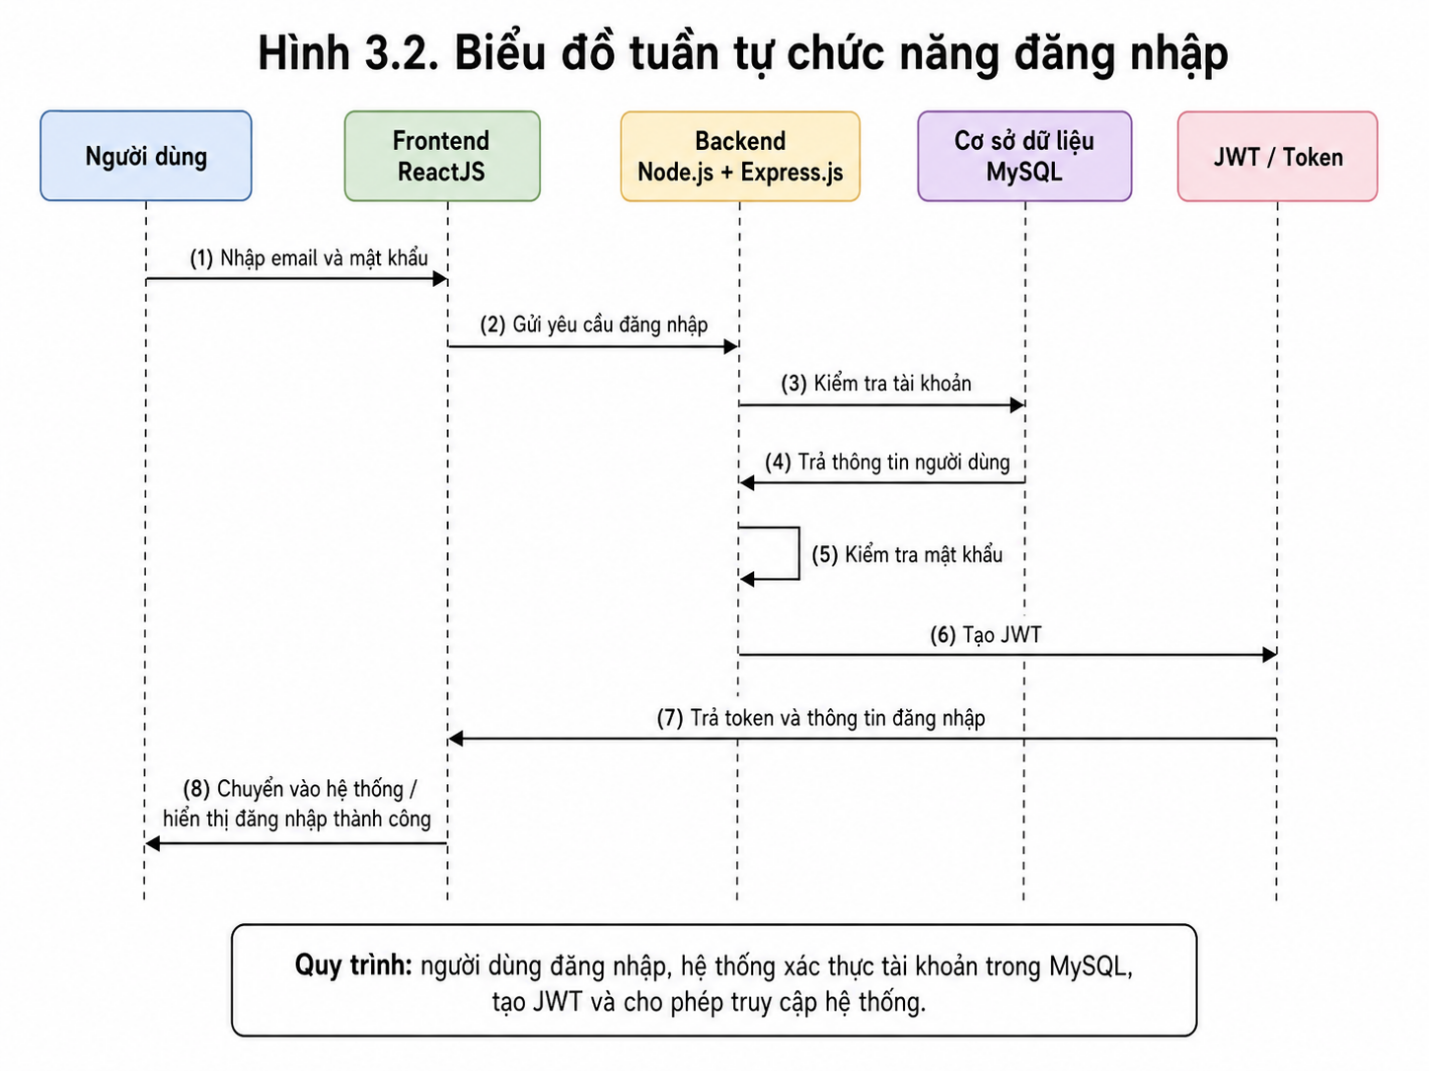 Hình 3.2. Biểu đồ tuần tự chức năng đăng nhập
Người dùng
Frontend
ReactJS
Backend
Node.js + Express.js
Cơ sở dữ liệu
MySQL
JWT / Token
(1) Nhập email và mật khẩu
(2) Gửi yêu cầu đăng nhập
(3) Kiểm tra tài khoản
(4) Trả thông tin người dùng
(5) Kiểm tra mật khẩu
(6) Tạo JWT
(7) Trả token và thông tin đăng nhập
(8) Chuyển vào hệ thống /
hiển thị đăng nhập thành công
Quy trình: người dùng đăng nhập, hệ thống xác thực tài khoản trong MySQL,
tạo JWT và cho phép truy cập hệ thống.